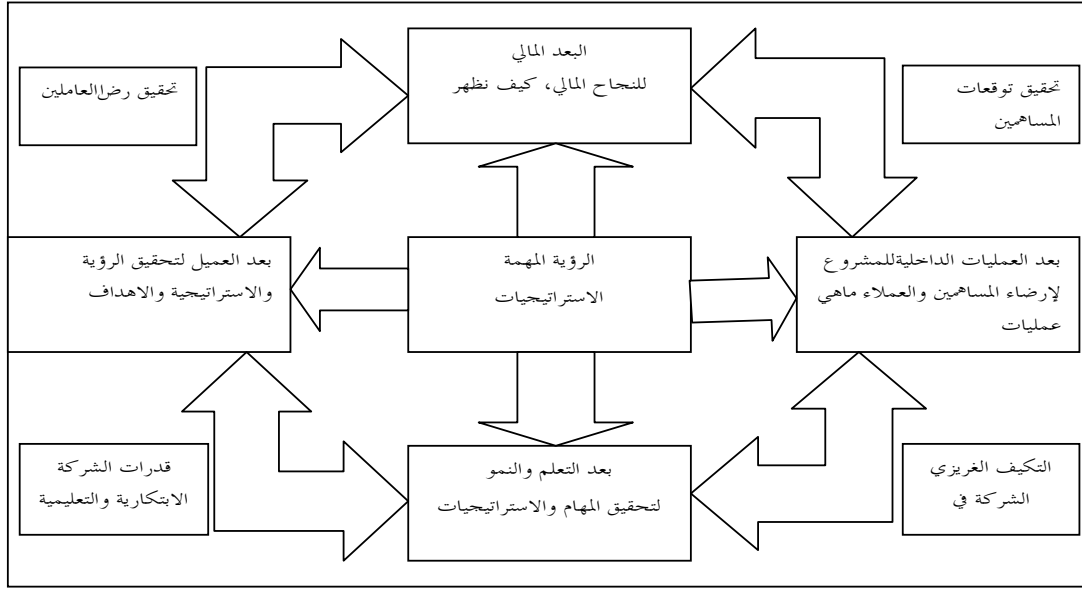 البعد المالي
للنجاح المالي، كيف نظهر
تحقيق توقعات
المساهمين
تحقيق رضاالعاملين
بعد العمليات الداخليةللمشروع
لإرضاء المساهمين والعملاء ماهي
عمليات
الرؤية المهمة
الاستراتيجيات
بعد العميل لتحقيق الرؤية
والاستراتيجية والاهداف
التكيف الغريزي
الشركة في
بعد التعلم والنمو
لتحقيق المهام والاستراتيجيات
قدرات الشركة
الابتكارية والتعليمية